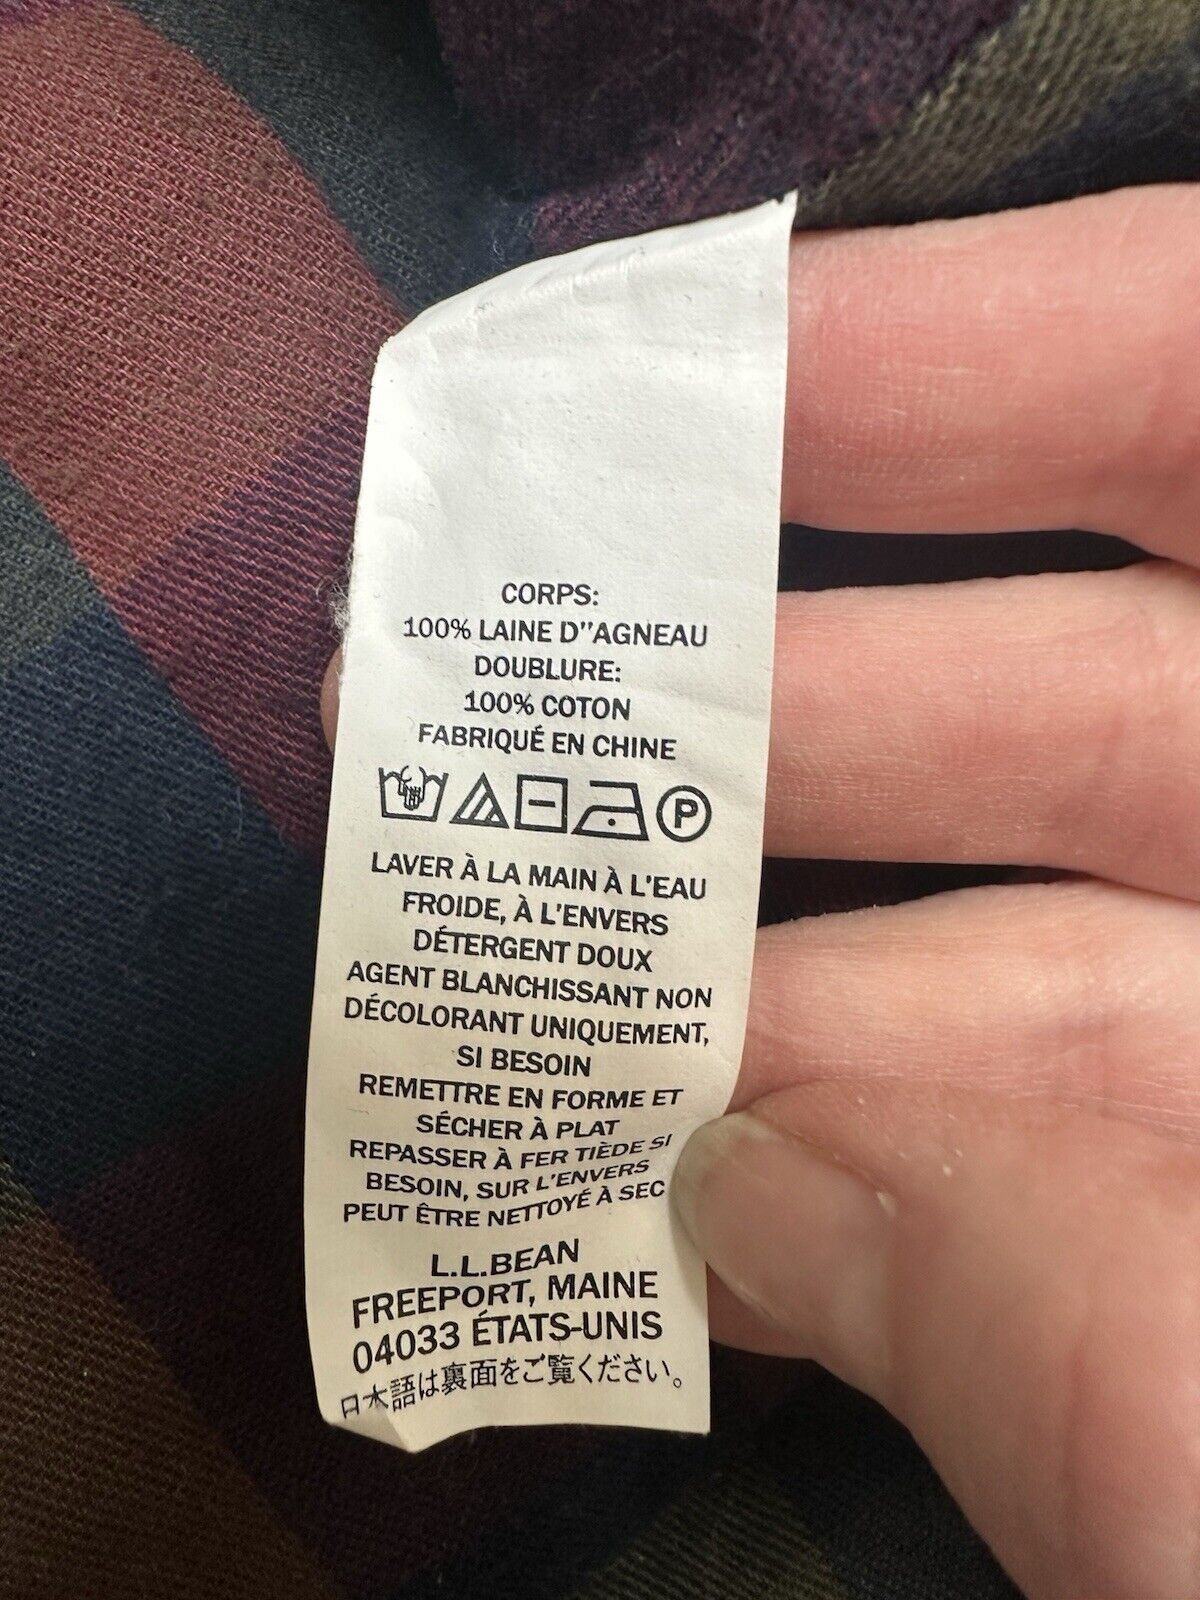 CORPS:
100% LAINE D"AGNEAU
DOUBLURE:
100% COTON
FABRIQUÉ EN CHINE
P
LAVER À LA MAIN À L'EAU
FROIDE, À L'ENVERS
DÉTERGENT DOUX
AGENT BLANCHISSANT NON
DÉCOLORANT UNIQUEMENT,
SI BESOIN
REMETTRE EN FORME ET
SÉCHER À PLAT
REPASSER À FER TIÈDE SI
BESOIN, SUR L'ENVERS
PEUT ÊTRE NETTOYÉ À SEC
L.L.BEAN
FREEPORT, MAINE
04033 ÉTATS-UNIS
日本語は裏面をご覧ください。